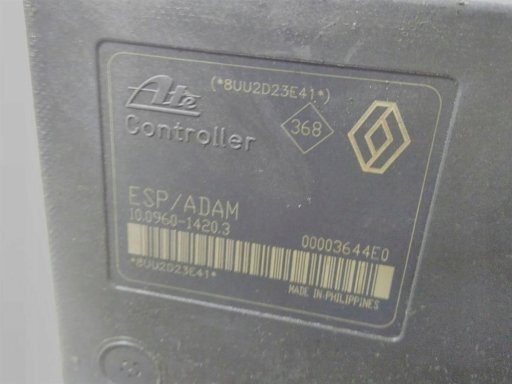 (*8UU2D23E41*)
Ate
Controller
368
ESP/ADAM
10.0960-1420.3
00003644E0
*8UU2D23E41*
MADE IN PHILIPPINES